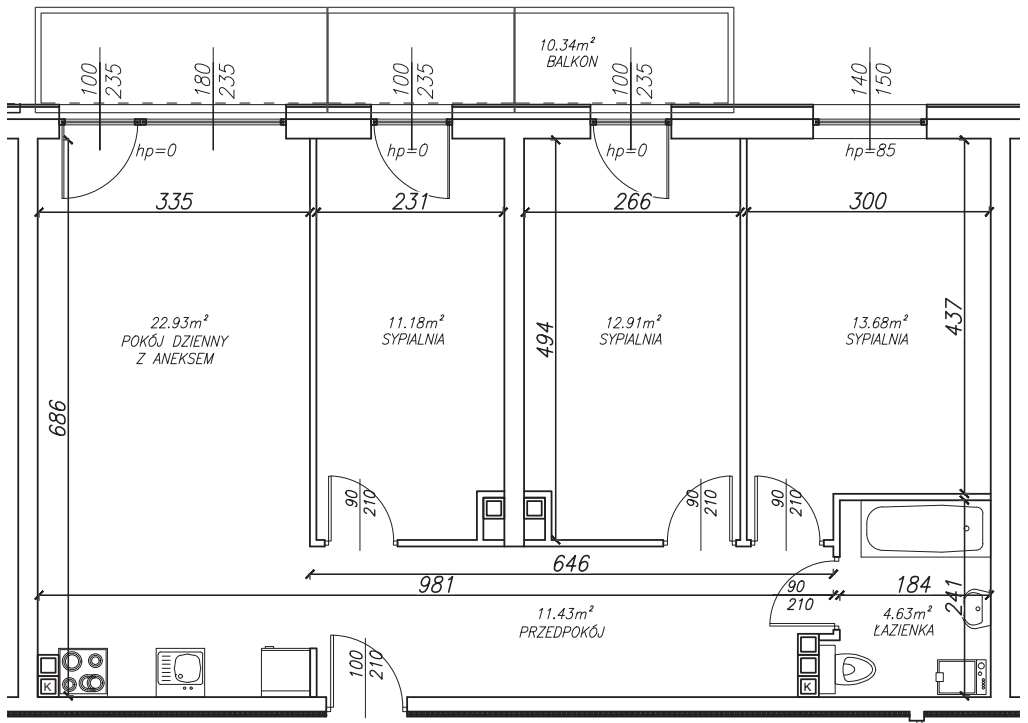 10.34m²
BALKON
100
235
180
235
100
235
100
235
140
150
hp=0
hp=0
hp=0
hp=85
335
231
266
300
22.93m²
POKÓJ DZIENNY
Z ANEKSEM
11.18m²
SYPIALNIA
12.91m²
SYPIALNIA
13.68m²
SYPIALNIA
494
437
686
90
210
90
210
90
210
646
981
90
210
184
241
11.43m²
PRZEDPOKÓJ
4.63m²
ŁAZIENKA
100
210
K
K